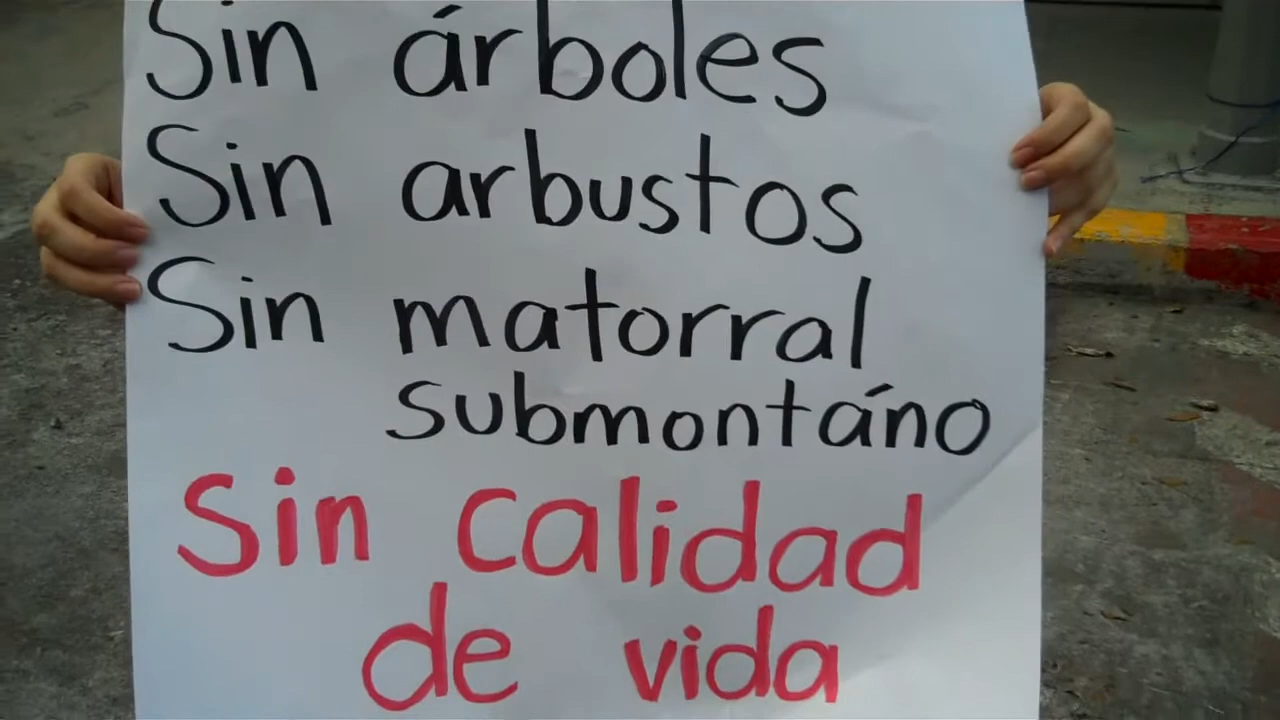 Sin árboles
Sin arbustos
Sin matorral
submontáno
Sin calidad
de vida